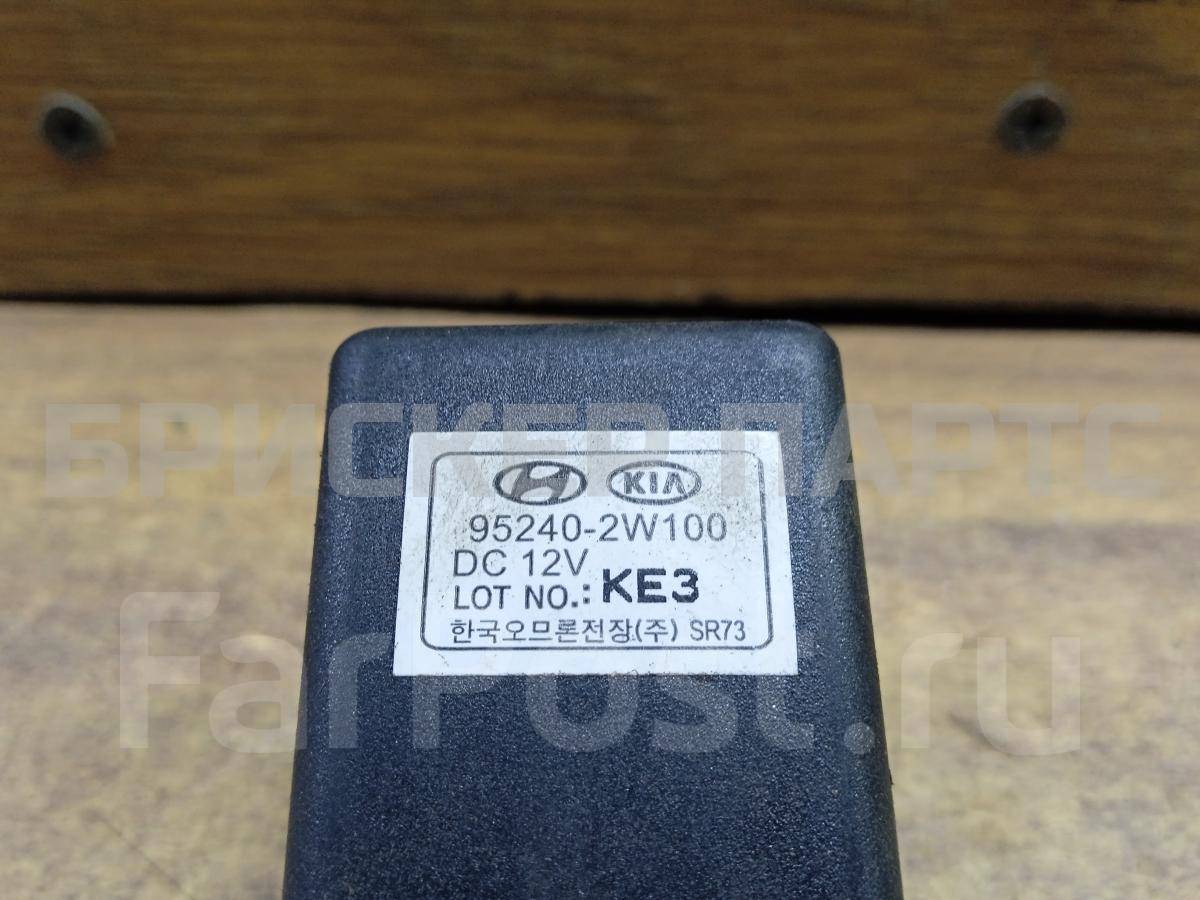 БРИСКЕР ПАРТС
KIA
95240-2W100
DC 12V
LOT NO.: KE3
한국오므론전장(주) SR73
FarPost.ru